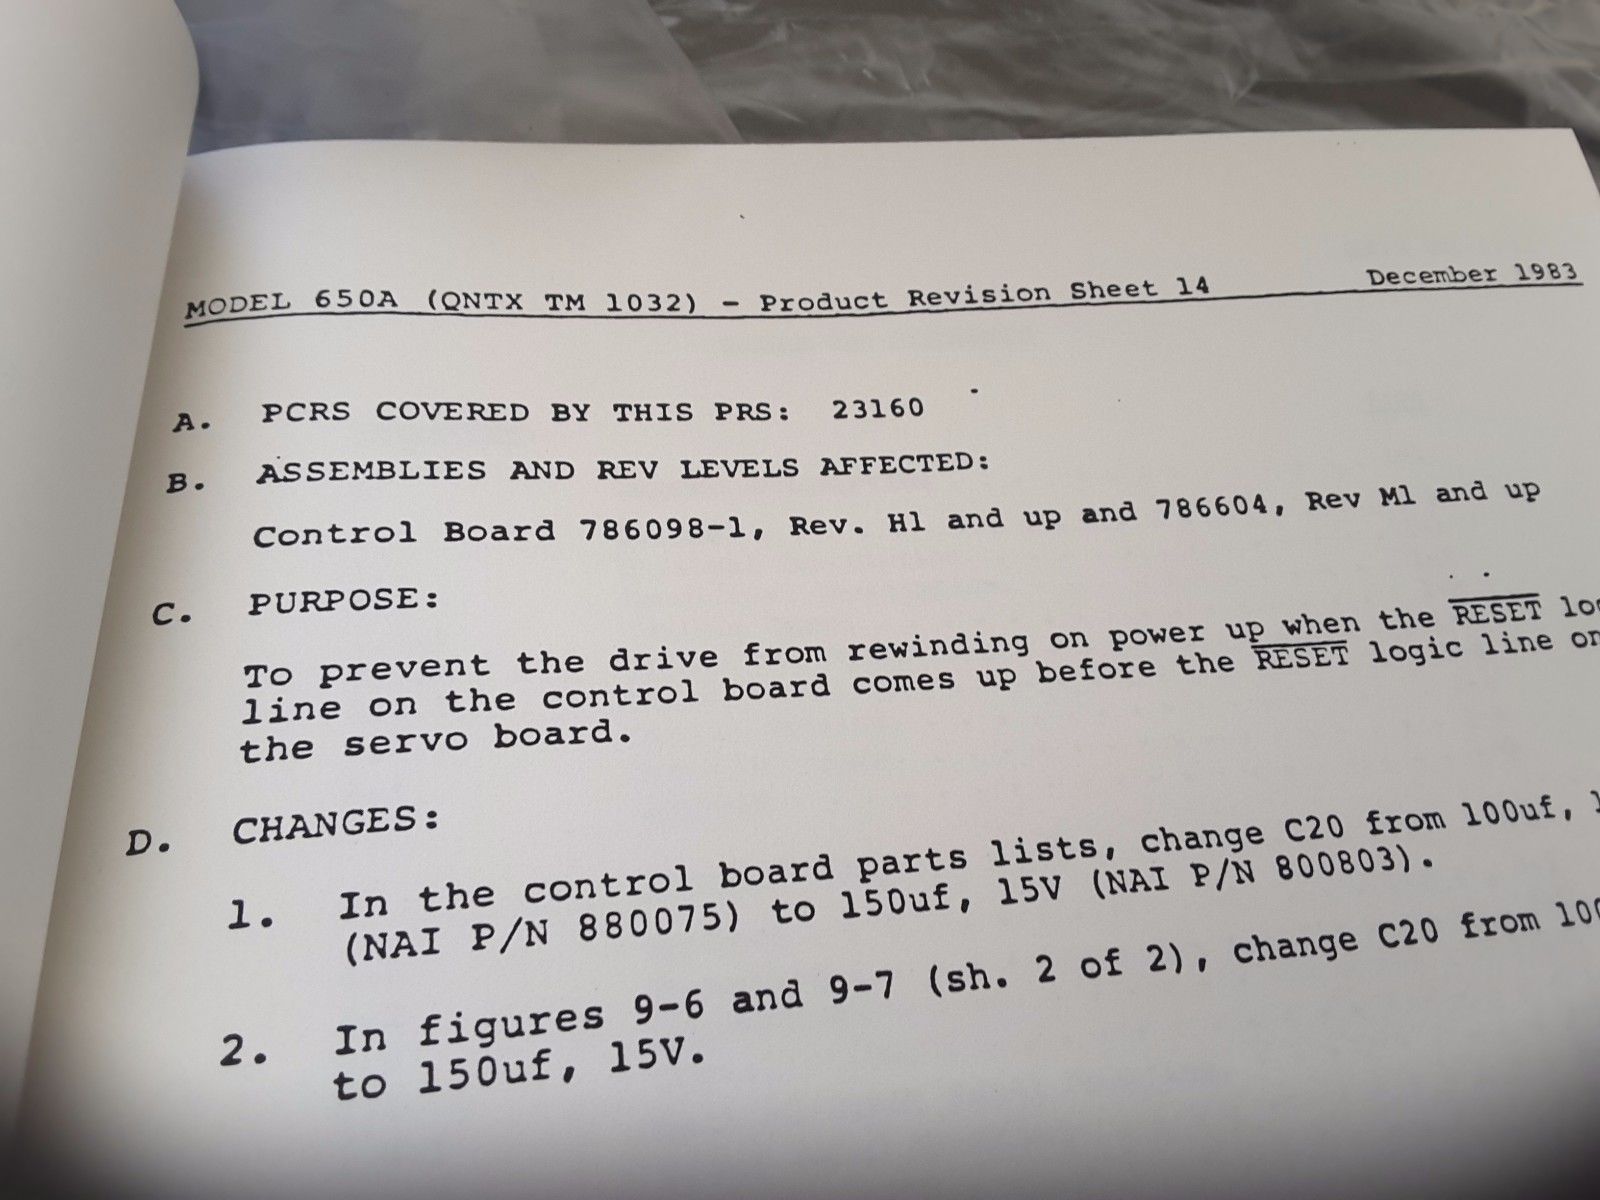 MODEL 650A (QNTX TM 1032) - Product Revision Sheet 14 December 1983
A. PCRS COVERED BY THIS PRS: 23160
B. ASSEMBLIES AND REV LEVELS AFFECTED:
Control Board 786098-1, Rev. H1 and up and 786604, Rev M1 and up
C. PURPOSE:
To prevent the drive from rewinding on power up when the RESET
line on the control board comes up before the RESET logic line on
the servo board.
D. CHANGES:
1. In the control board parts lists, change C20 from 100uf,
(NAI P/N 880075) to 150uf, 15V (NAI P/N 800803).
2. In figures 9-6 and 9-7 (sh. 2 of 2), change C20 from
to 150uf, 15V.